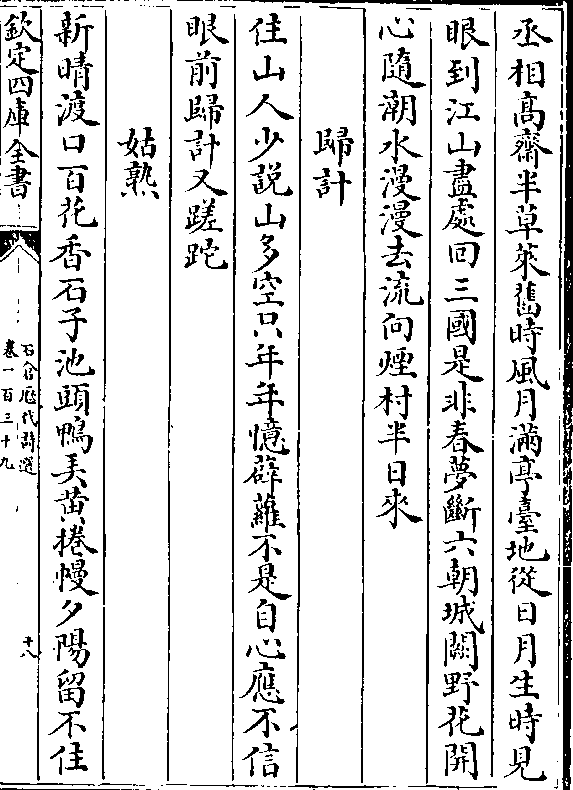 丞相髙齋半草萊舊時風月滿亭臺地從日月生時見
眼到江山盡處回三國是非春夢斷六朝城闕野花開
心隨潮水漫漫去流向煙村半日來
歸計
住山人少説山多空只年年憶薜蘿不是自心應不信
眼前歸計又蹉跎
姑熟
新晴渡口百花香石子池頭鴨美黄捲幔夕陽留不住
欽定四庫全書
石倉厯代詩選
卷一百三十九
十八